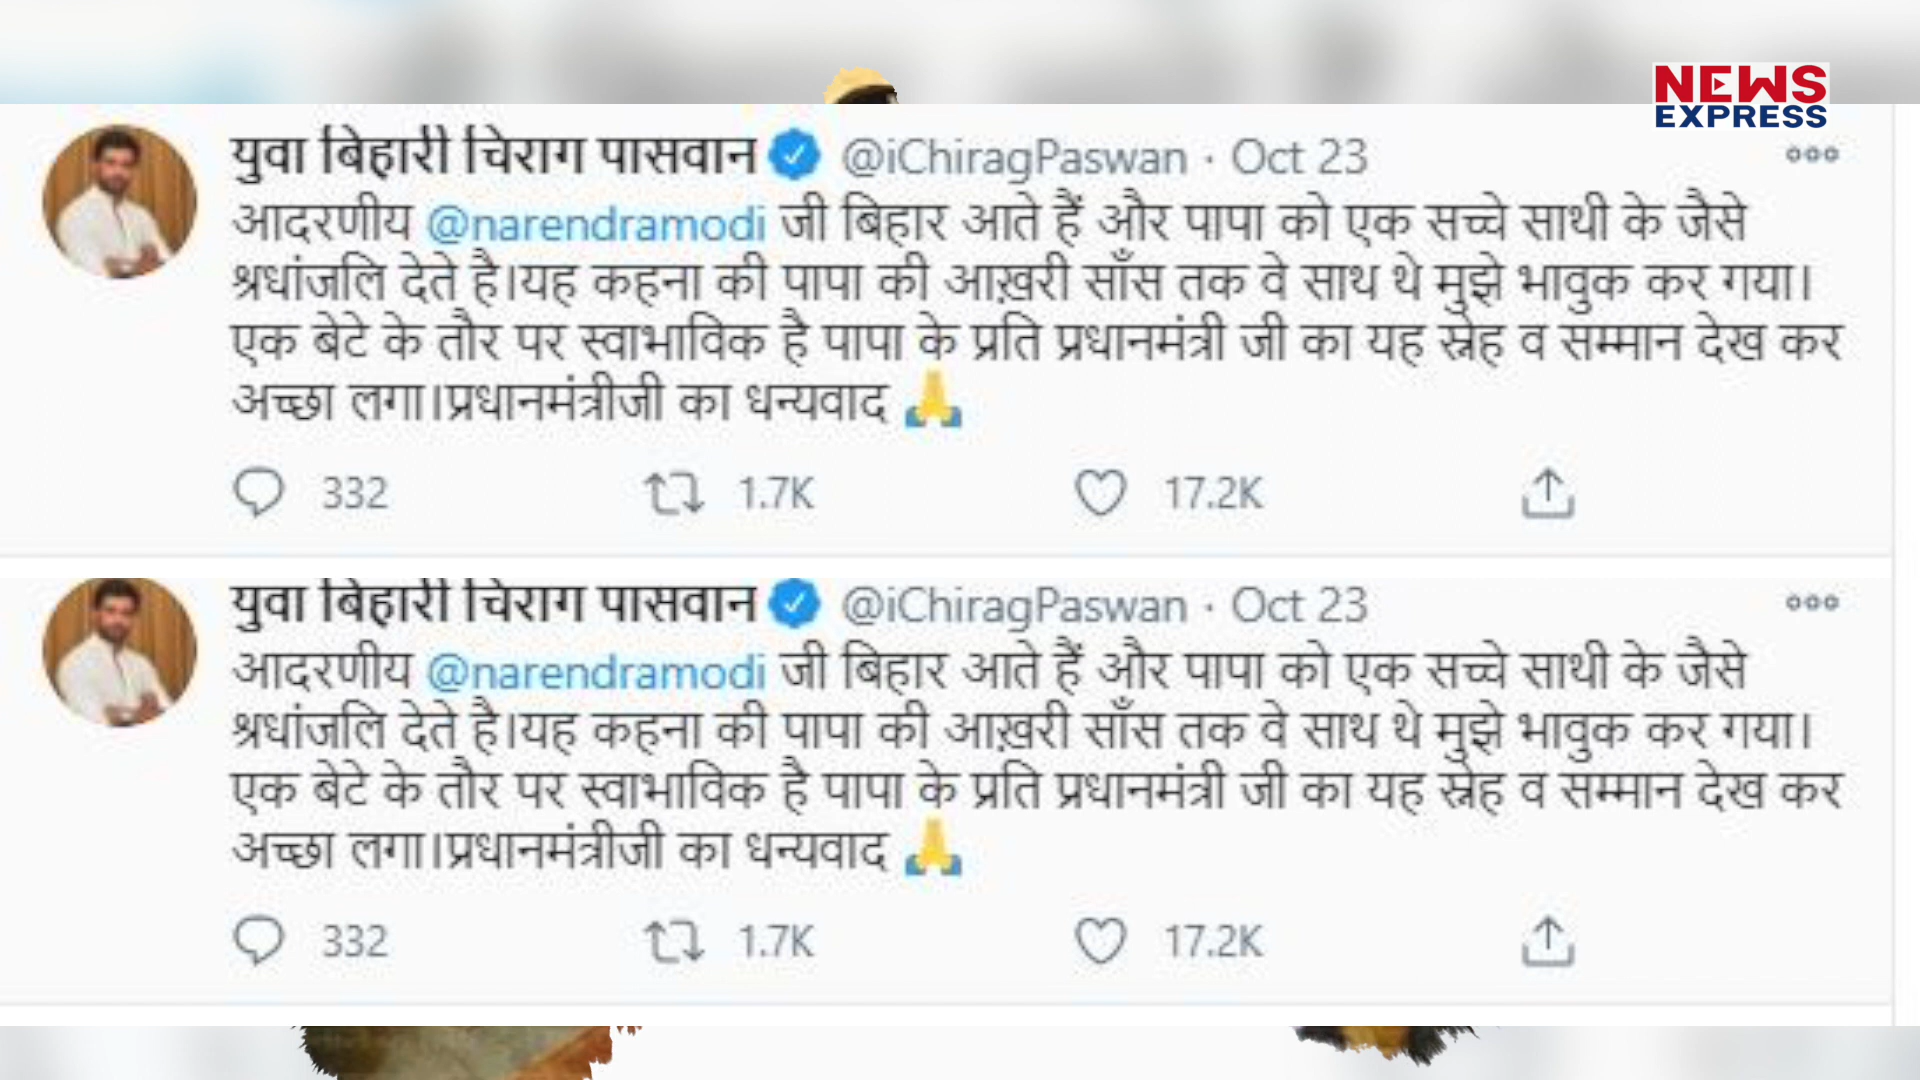 NEWS
EXPRESS
युवा बिहारी चिराग पासवान @iChiragPaswan · Oct 23
आदरणीय @narendramodi जी बिहार आते हैं और पापा को एक सच्चे साथी के जैसे
श्रधांजलि देते है।यह कहना की पापा की आख़री साँस तक वे साथ थे मुझे भावुक कर गया।
एक बेटे के तौर पर स्वाभाविक है पापा के प्रति प्रधानमंत्री जी का यह स्नेह व सम्मान देख कर
अच्छा लगा।प्रधानमंत्रीजी का धन्यवाद 🙏
332 1.7K 17.2K
युवा बिहारी चिराग पासवान @iChiragPaswan · Oct 23
आदरणीय @narendramodi जी बिहार आते हैं और पापा को एक सच्चे साथी के जैसे
श्रधांजलि देते है।यह कहना की पापा की आख़री साँस तक वे साथ थे मुझे भावुक कर गया।
एक बेटे के तौर पर स्वाभाविक है पापा के प्रति प्रधानमंत्री जी का यह स्नेह व सम्मान देख कर
अच्छा लगा।प्रधानमंत्रीजी का धन्यवाद 🙏
332 1.7K 17.2K